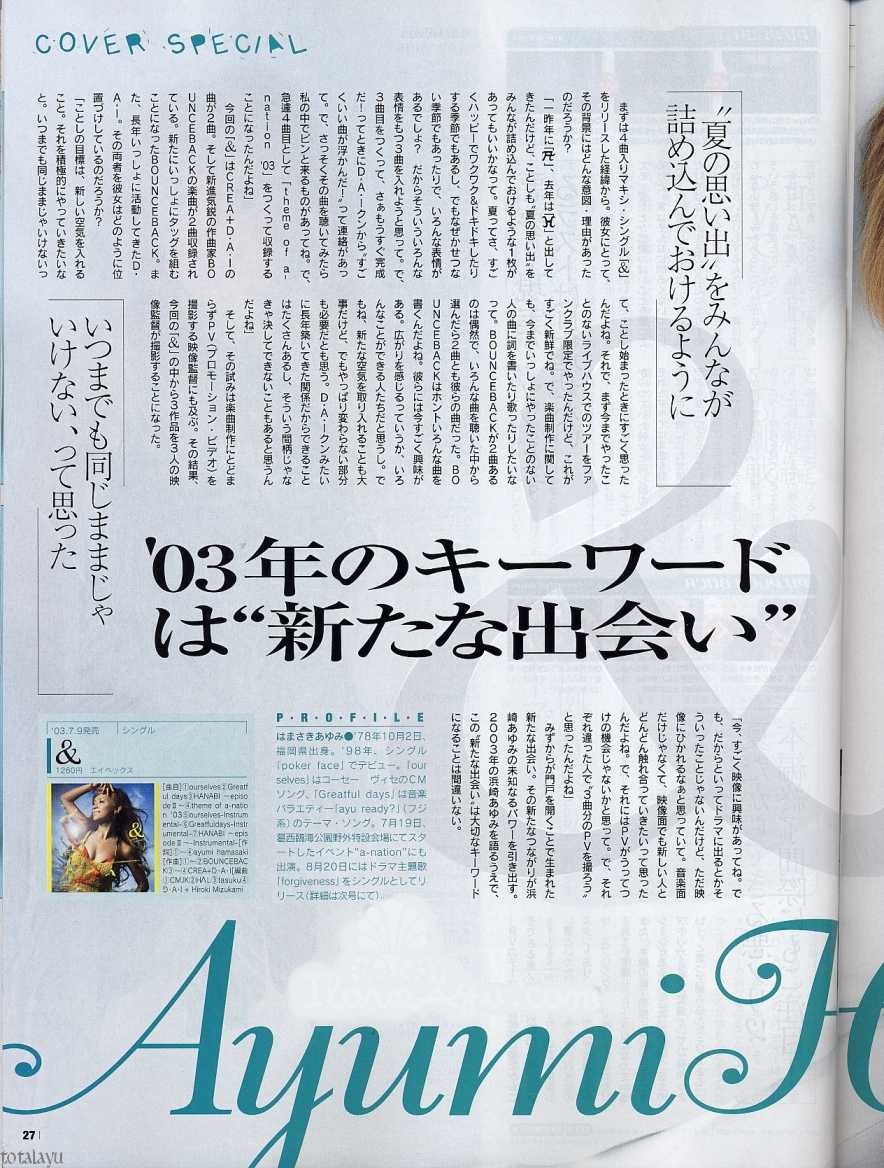 COVER SPECIAL
“夏の思い出”をみんなが
詰め込んでおけるように
　まずは4曲入りマキシ・シングル「&」
をリリースした経緯から。彼女にとって、
その背景にはどんな意図・理由があった
のだろうか?
「一昨年に『
』、去年は『H』と出して
きたんだけど、ことしも“夏の思い出”を
みんなが詰め込んでおけるような1枚が
あってもいいかなって。夏ってさ、すご
くハッピーでワクワク&ドキドキしたり
する季節でもあるし、でもなぜかせつな
い季節でもあったりで、いろんな表情が
あるでしょ? だからそういういろんな
表情をもつ3曲を入れようと思って。で、
3曲目をつくって、さぁもうすぐ完成
だ!ってときにD・A・Iクンから“すご
くいい曲が浮かんだー!”って連絡があっ
て。で、さっそくその曲を聴いてみたら
私の中でピンと来るものがあってね。で、
急遽4曲目として『theme of a-
nation '03』をつくって収録する
ことになったんだよね」
　今回の『&』はCREA+D・A・Iの
曲が2曲。そして新進気鋭の作曲家BO
UNCEBACKの楽曲が2曲収録され
ている。新たにいっしょにタッグを組む
ことになったBOUNCEBACK。ま
た、長年いっしょに活動してきたD・
A・I。その両者を彼女はどのように位
置づけしているのだろうか?
「ことしの目標は、新しい空気を入れる
こと。それを積極的にやっていきたいな
と。いつまでも同じままじゃいけないっ
て、ことし始まったときにすごく思った
んだよね。それで、まず今までやったこ
とのないライブハウスでのツアーをファ
ンクラブ限定でやったんだけど、これが
すごく新鮮でね。で、楽曲制作に関して
も、今までいっしょにやったことのない
人の曲に詞を書いたり歌ったりしたいな
って。BOUNCEBACKが2曲ある
のは偶然で、いろんな曲を聴いた中から
選んだら2曲とも彼らの曲だった。BO
UNCEBACKはホントいろんな曲を
書くんだよね。彼らには今すごく興味が
ある。広がりを感じるっていうか、いろ
んなことができる人たちだと思うし。で
もね、新たな空気を取り入れることも大
事だけど、でもやっぱり変わらない部分
も必要だとも思う。D・A・Iクンみたい
に長年築いてきた関係だからできること
はたくさんあるし、そういう間柄じゃな
きゃ決してできないこともあると思うん
だよね」
　そして、その試みは楽曲制作にとどま
らずPV(プロモーション・ビデオ)を
撮影する映像監督にも及ぶ。その結果、
今回の「&」の中から3作品を3人の映
像監督が撮影することになった。
いつまでも同じままじゃ
いけない、って思った
'03年のキーワード
は“新たな出会い”
「今、すごく映像に興味があってね。で
も、だからといってドラマに出るとかそ
ういったことじゃないんだけど、ただ映
像にひかれるなぁと思っていて。音楽面
だけじゃなくて、映像面でも新しい人と
どんどん触れ合っていきたいって思った
んだよね。で、それにはPVがうってつ
けの機会じゃないかと思って。で、それ
ぞれ違った人で“3曲分のPVを撮ろう”
と思ったんだよね」
　みずからが門戸を開くことで生まれた
新たな出会い。その新たなつながりが浜
崎あゆみの未知なるパワーを引き出す。
2003年の浜崎あゆみを語るうえで、
この“新たな出会い”は大切なキーワード
になることは間違いない。
PROFILE
はまさきあゆみ●'78年10月2日、
福岡県出身。'98年、シングル
「poker face」でデビュー。「our
selves」はコーセー ヴィセのCM
ソング、「Greatful days」は音楽
バラエティー「ayu ready?」(フジ
系)のテーマ・ソング。7月19日、
葛西臨海公園野外特設会場にてスタ
ートしたイベント“a-nation”にも
出演。8月20日にはドラマ主題歌
「forgiveness」をシングルとしてリ
リース(詳細は次号にて)。
'03.7.9発売 シングル
&
1260円 エイベックス
[曲目]①ourselves②Greatf
ul days③HANABI ～episo
deⅡ～④theme of a-nation
'03⑤ourselves-Instrum
ental-⑥Greatfuldays-Instr
umental-⑦HANABI ～epis
odeⅡ～-Instrumental-[作
詞]①～④ayumi hamasaki
[作曲]①～②BOUNCEBAC
K③～④CREA+D・A・I[編曲]
①CMJK②HΛL③tasuku④
D・A・I+Hiroki Mizukami
Ayumi H
27
totalayu